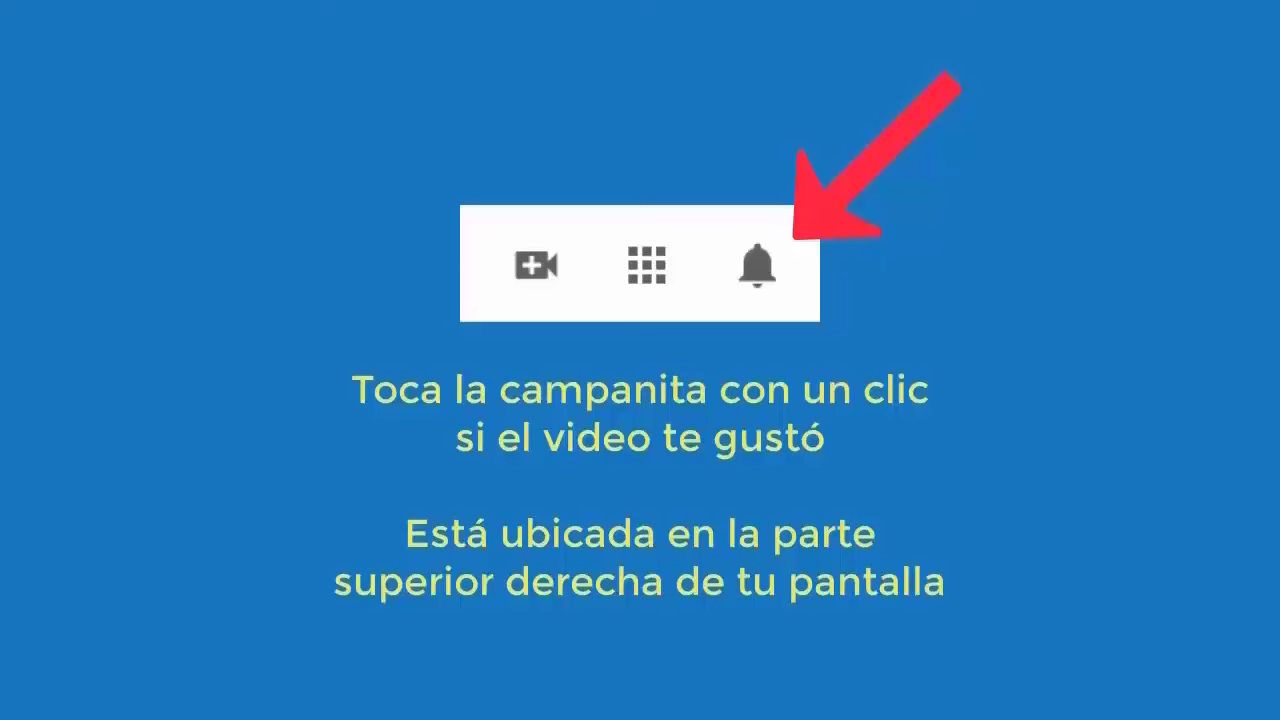 Toca la campanita con un clic
si el video te gustó
Está ubicada en la parte
superior derecha de tu pantalla